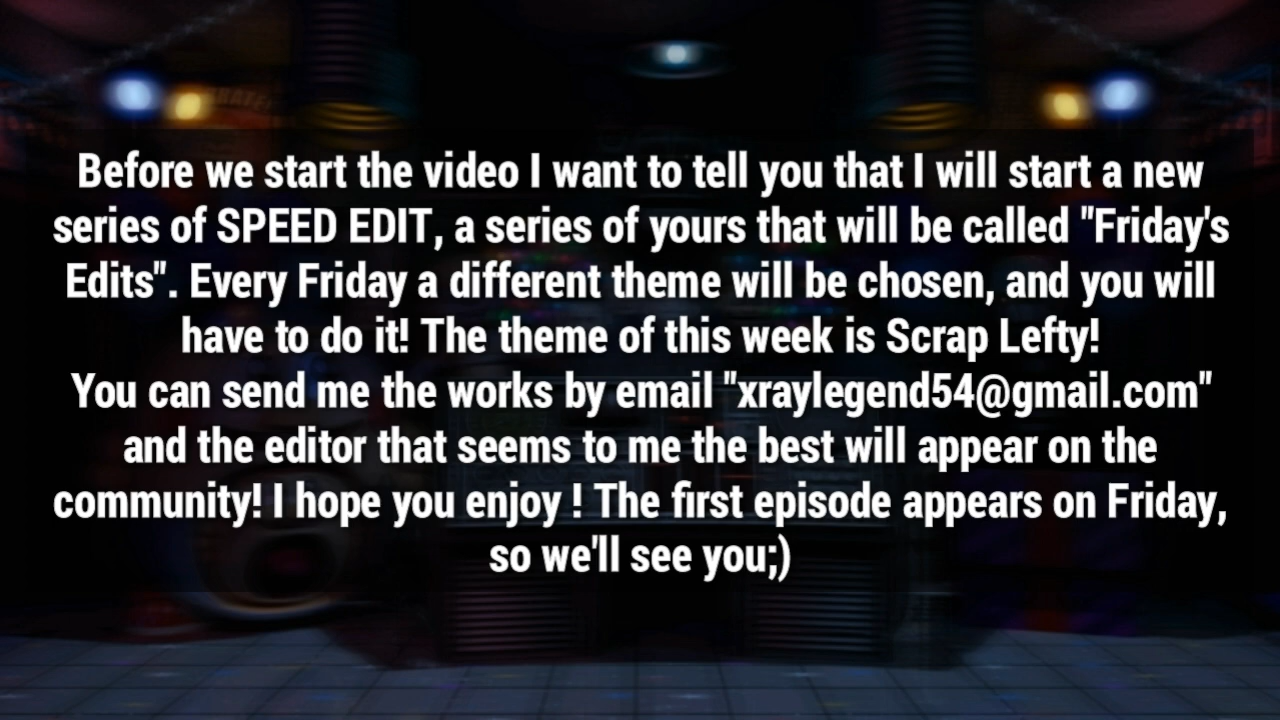 Before we start the video I want to tell you that I will start a new
series of SPEED EDIT, a series of yours that will be called "Friday's
Edits". Every Friday a different theme will be chosen, and you will
have to do it! The theme of this week is Scrap Lefty!
You can send me the works by email "xraylegend54@gmail.com"
and the editor that seems to me the best will appear on the
community! I hope you enjoy ! The first episode appears on Friday,
so we'll see you;)